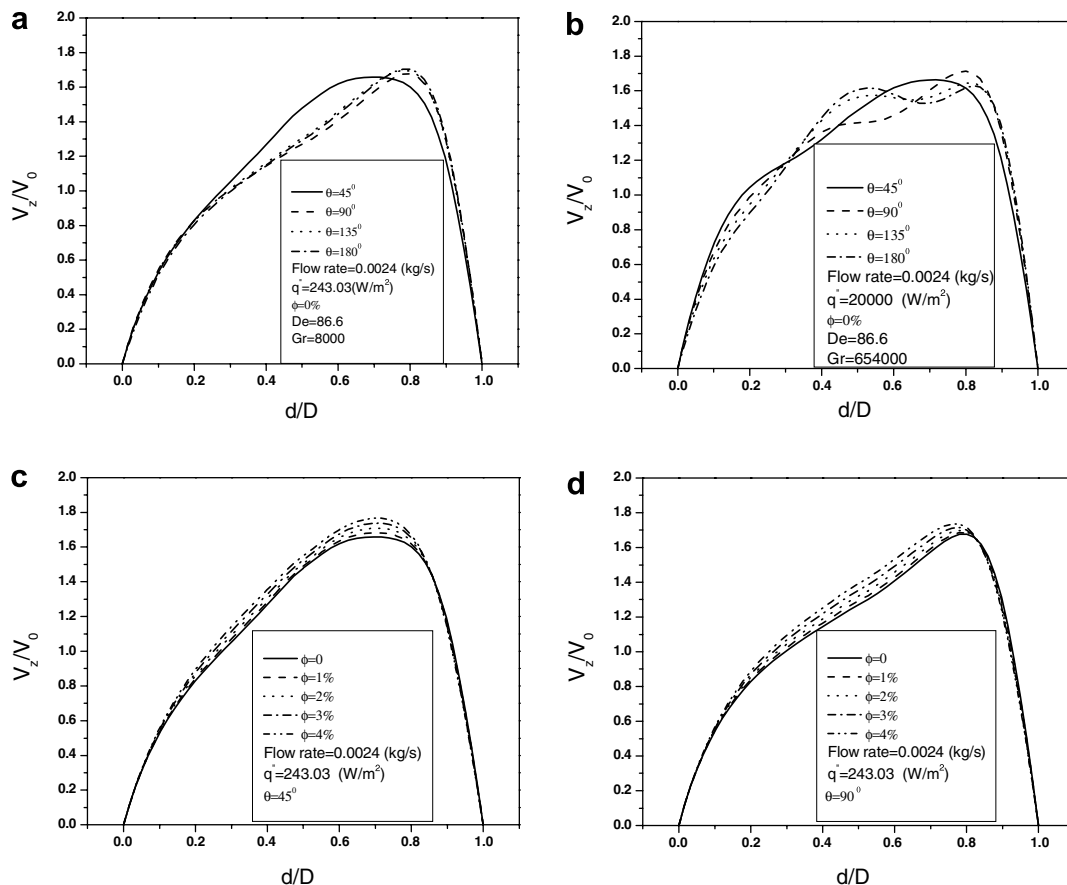 a
2.0
1.8
1.6
1.4
1.2
1.0
0.8
0.6
0.4
0.2
0.0
V_z/V_0
θ=45⁰
θ=90⁰
θ=135⁰
θ=180⁰
Flow rate=0.0024 (kg/s)
q"=243.03(W/m²)
ϕ=0%
De=86.6
Gr=8000
0.0 0.2 0.4 0.6 0.8 1.0
d/D
b
2.0
1.8
1.6
1.4
1.2
1.0
0.8
0.6
0.4
0.2
0.0
V_z/V_0
θ=45⁰
θ=90⁰
θ=135⁰
θ=180⁰
Flow rate=0.0024 (kg/s)
q"=20000 (W/m²)
ϕ=0%
De=86.6
Gr=654000
0.0 0.2 0.4 0.6 0.8 1.0
d/D
c
2.0
1.8
1.6
1.4
1.2
1.0
0.8
0.6
0.4
0.2
0.0
V_z/V_0
ϕ=0
ϕ=1%
ϕ=2%
ϕ=3%
ϕ=4%
Flow rate=0.0024 (kg/s)
q"=243.03 (W/m²)
θ=45⁰
0.0 0.2 0.4 0.6 0.8 1.0
d/D
d
2.0
1.8
1.6
1.4
1.2
1.0
0.8
0.6
0.4
0.2
0.0
V_z/V_0
ϕ=0
ϕ=1%
ϕ=2%
ϕ=3%
ϕ=4%
Flow rate=0.0024 (kg/s)
q"=243.03 (W/m²)
θ=90⁰
0.0 0.2 0.4 0.6 0.8 1.0
d/D